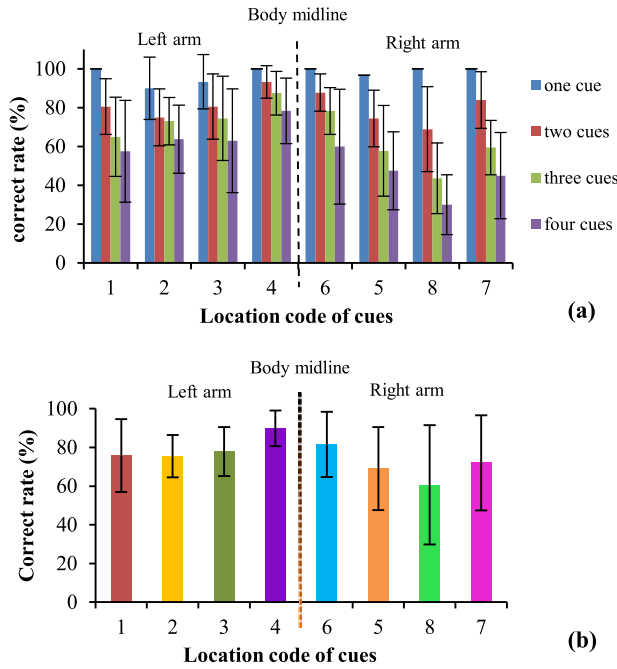 Body midline
Left arm
Right arm
correct rate (%)
100
80
60
40
20
0
one cue
two cues
three cues
four cues
1 2 3 4 6 5 8 7
Location code of cues
(a)
Body midline
Left arm
Right arm
Correct rate (%)
100
80
60
40
20
0
1 2 3 4 6 5 8 7
Location code of cues
(b)